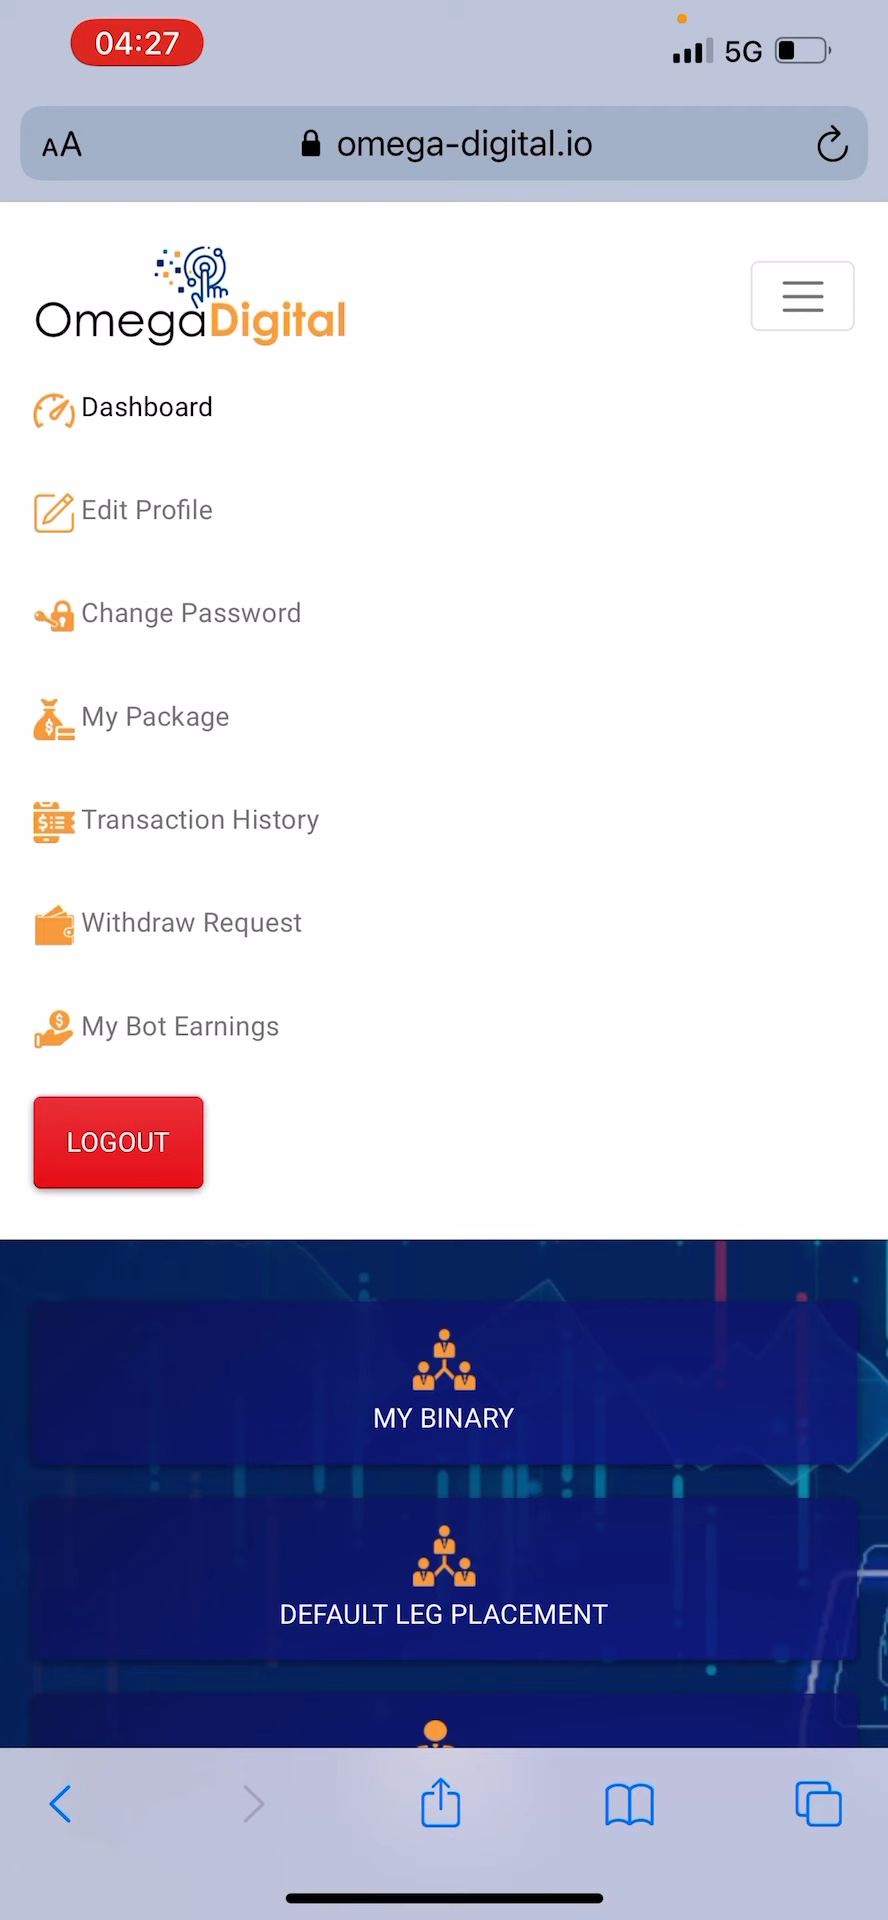 04:27
5G
AA
omega-digital.io
OmegaDigital
Dashboard
Edit Profile
Change Password
My Package
Transaction History
Withdraw Request
My Bot Earnings
LOGOUT
MY BINARY
DEFAULT LEG PLACEMENT